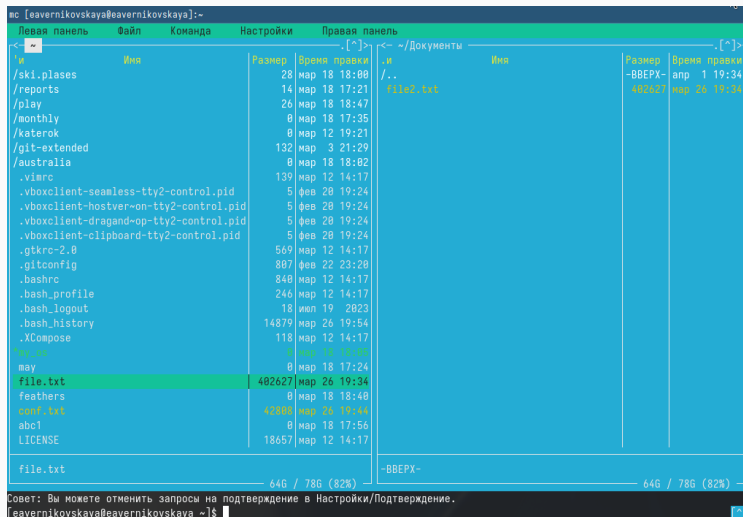 mc [eavernikovskaya@eavernikovskaya]:~
Левая панель Файл Команда Настройки Правая панель
<- ~ .[^]> <- ~/Документы .[^]>
'и Имя Размер Время правки .и Имя Размер Время правки
/ski.plases 28 мар 18 18:00 /.. -ВВЕРХ- апр 1 19:34
/reports 14 мар 18 17:21 file2.txt 402627 мар 26 19:34
/play 26 мар 18 18:47
/monthly 0 мар 18 17:35
/katerok 0 мар 12 19:21
/git-extended 132 мар 3 21:29
/australia 0 мар 18 18:02
.vimrc 139 мар 12 14:17
.vboxclient-seamless-tty2-control.pid 5 фев 20 19:24
.vboxclient-hostver~on-tty2-control.pid 5 фев 20 19:24
.vboxclient-dragand~op-tty2-control.pid 5 фев 20 19:24
.vboxclient-clipboard-tty2-control.pid 5 фев 20 19:24
.gtkrc-2.0 569 мар 12 14:17
.gitconfig 807 фев 22 23:20
.bashrc 840 мар 12 14:17
.bash_profile 246 мар 12 14:17
.bash_logout 18 июл 19 2023
.bash_history 14879 мар 26 19:54
.XCompose 118 мар 12 14:17
*my_os 0 мар 18
may 0 мар 18 17:24
file.txt 402627 мар 26 19:34
feathers 0 мар 18 18:40
conf.txt 42808 мар 26 19:44
abc1 0 мар 18 17:56
LICENSE 18657 мар 12 14:17
file.txt -ВВЕРХ-
64G / 78G (82%) 64G / 78G (82%)
Совет: Вы можете отменить запросы на подтверждение в Настройки/Подтверждение.
[eavernikovskaya@eavernikovskaya ~]$ [^]